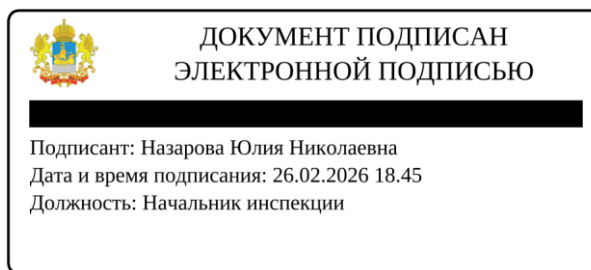 ДОКУМЕНТ ПОДПИСАН
ЭЛЕКТРОННОЙ ПОДПИСЬЮ
Подписант: Назарова Юлия Николаевна
Дата и время подписания: 26.02.2026 18.45
Должность: Начальник инспекции